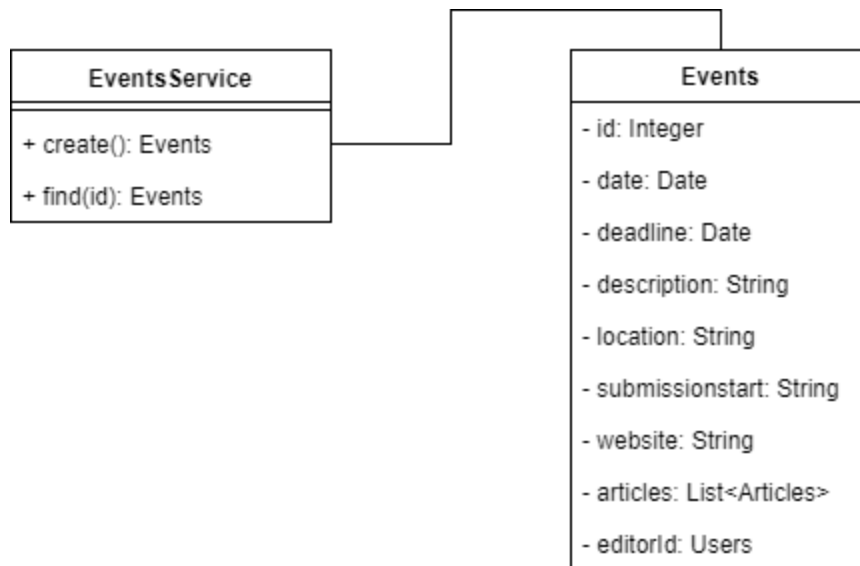 EventsService
+ create(): Events
+ find(id): Events
Events
- id: Integer
- date: Date
- deadline: Date
- description: String
- location: String
- submissionstart: String
- website: String
- articles: List<Articles>
- editorId: Users